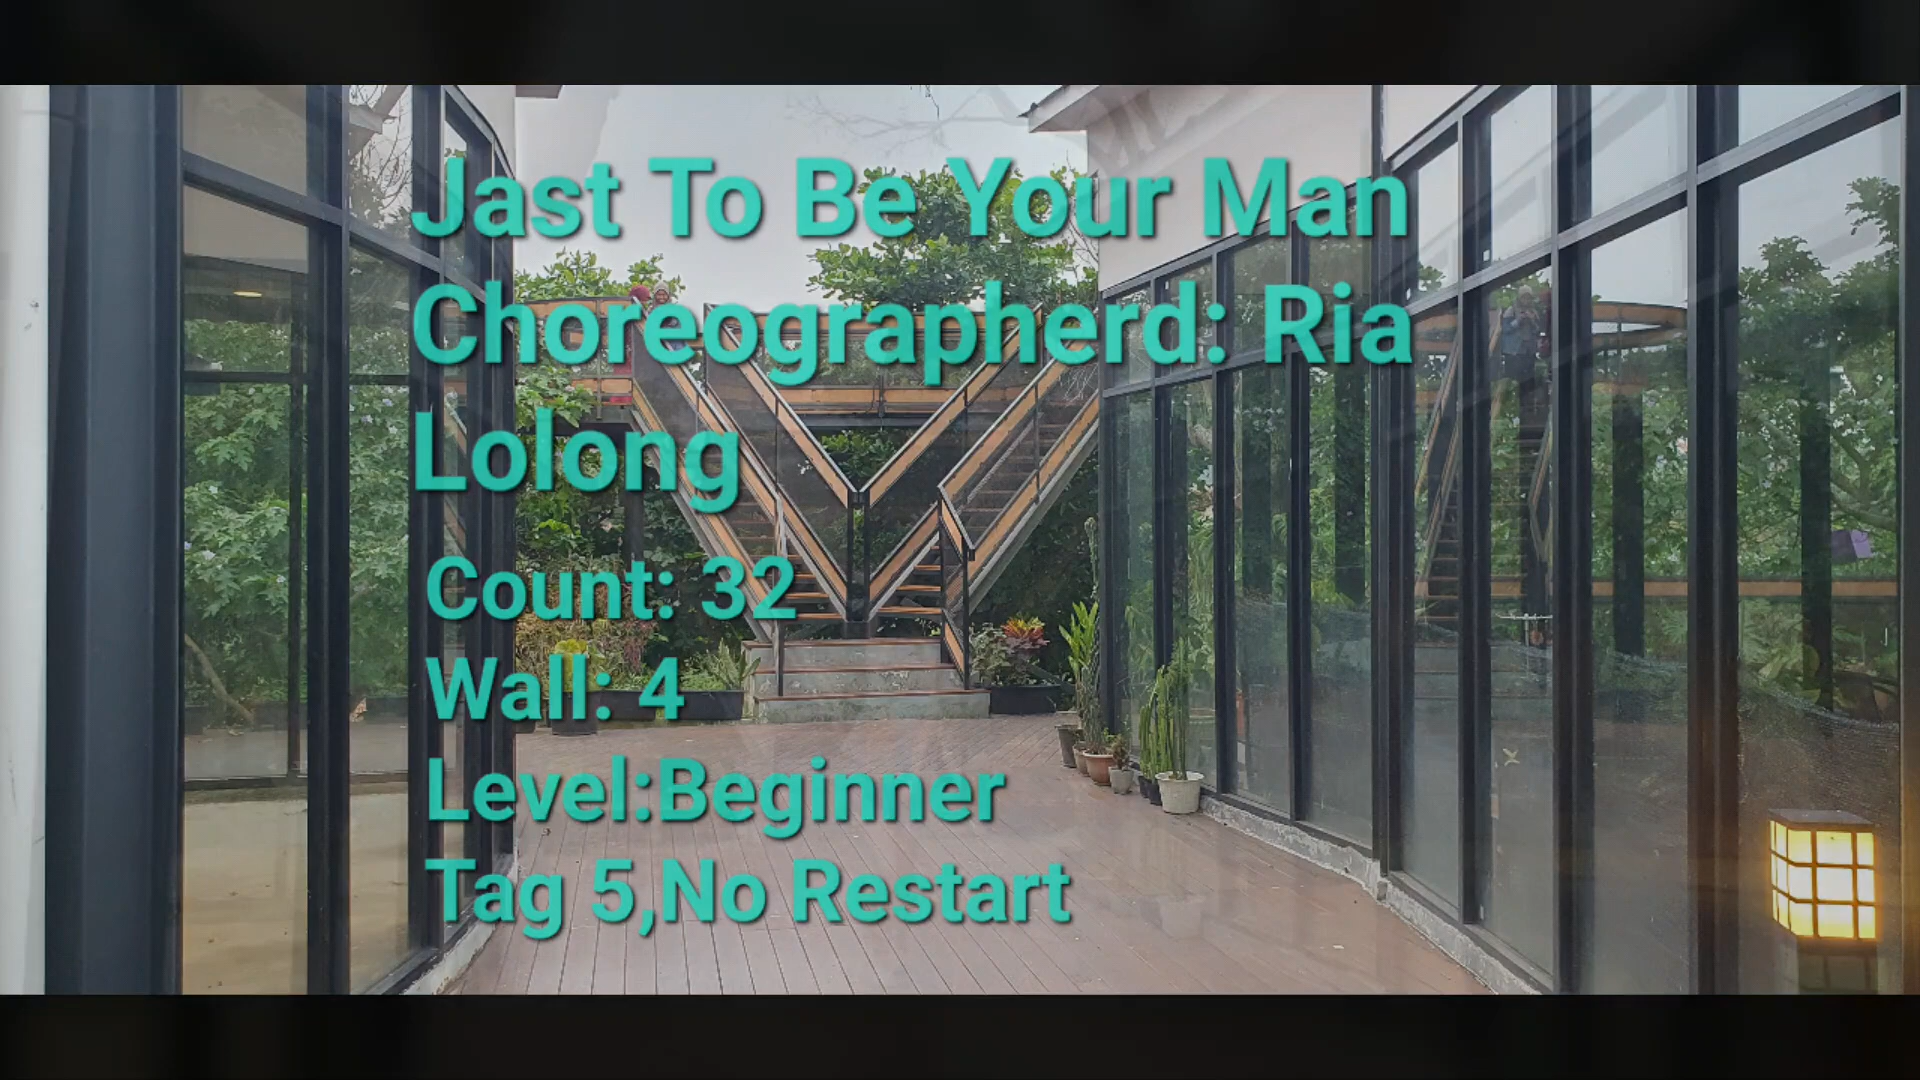 Jast To Be Your Man
Choreographerd: Ria
Lolong
Count: 32
Wall: 4
Level:Beginner
Tag 5,No Restart